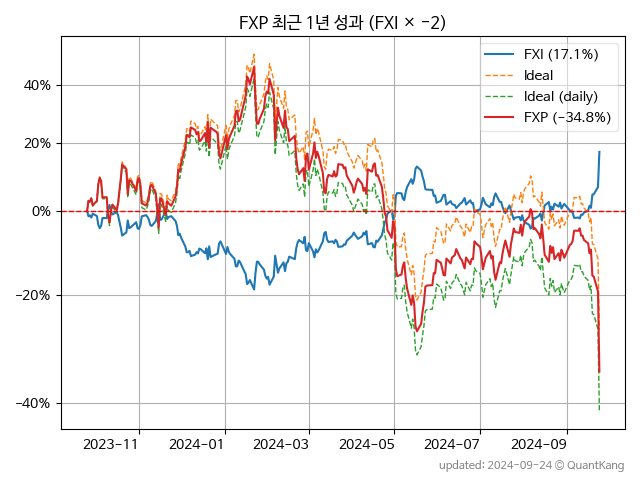 FXP 최근 1년 성과 (FXI × −2)
FXI (17.1%)
Ideal
Ideal (daily)
FXP (−34.8%)
40%
20%
0%
−20%
−40%
2023−11
2024−01
2024−03
2024−05
2024−07
2024−09
updated: 2024-09-24 © QuantKang